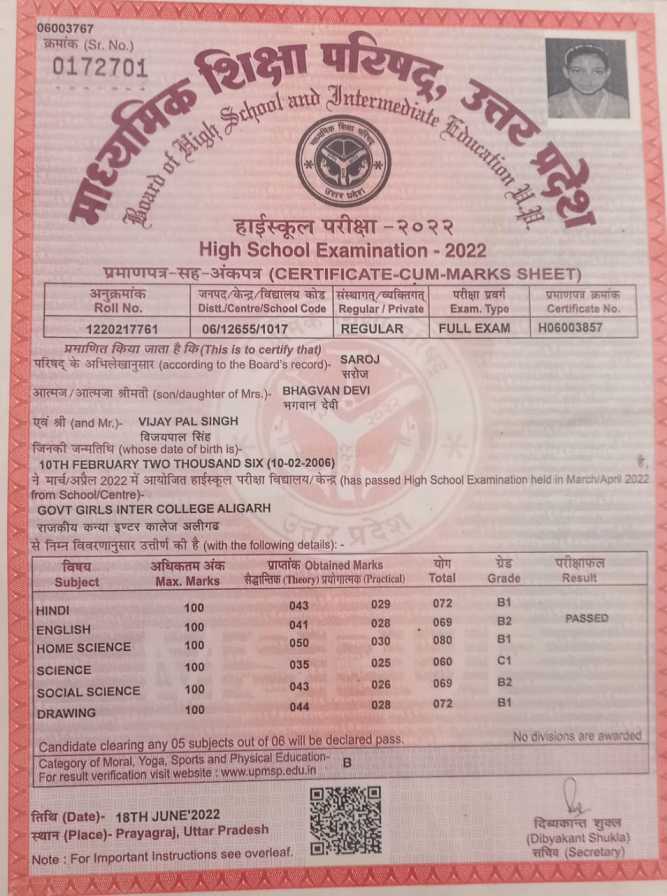 06003767
क्रमांक (Sr. No.)
0172701
माध्यमिक शिक्षा परिषद्, उत्तर प्रदेश
Board of High School and Intermediate Education U.P.
माध्यमिक शिक्षा परिषद्
उत्तर प्रदेश
हाईस्कूल परीक्षा -२०२२
High School Examination - 2022
प्रमाणपत्र-सह-अंकपत्र (CERTIFICATE-CUM-MARKS SHEET)
अनुक्रमांक जनपद/केन्द्र/विद्यालय कोड संस्थागत/व्यक्तिगत परीक्षा प्रवर्ग प्रमाणपत्र क्रमांक
Roll No. Distt./Centre/School Code Regular / Private Exam. Type Certificate No.
1220217761 06/12655/1017 REGULAR FULL EXAM H06003857
प्रमाणित किया जाता है कि (This is to certify that)
परिषद् के अभिलेखानुसार (according to the Board's record)- SAROJ
सरोज
आत्मज/आत्मजा श्रीमती (son/daughter of Mrs.)- BHAGVAN DEVI
भगवान देवी
एवं श्री (and Mr.)- VIJAY PAL SINGH
विजयपाल सिंह
जिनकी जन्मतिथि (whose date of birth is)-
10TH FEBRUARY TWO THOUSAND SIX (10-02-2006) है,
ने मार्च/अप्रैल 2022 में आयोजित हाईस्कूल परीक्षा विद्यालय/केन्द्र (has passed High School Examination held in March/April 2022
from School/Centre)-
GOVT GIRLS INTER COLLEGE ALIGARH
राजकीय कन्या इण्टर कालेज अलीगढ
से निम्न विवरणानुसार उत्तीर्ण की है (with the following details): -
विषय अधिकतम अंक प्राप्तांक Obtained Marks योग ग्रेड परीक्षाफल
Subject Max. Marks सैद्धान्तिक (Theory) प्रयोगात्मक (Practical) Total Grade Result
HINDI 100 043 029 072 B1
ENGLISH 100 041 028 069 B2 PASSED
HOME SCIENCE 100 050 030 080 B1
SCIENCE 100 035 025 060 C1
SOCIAL SCIENCE 100 043 026 069 B2
DRAWING 100 044 028 072 B1
Candidate clearing any 05 subjects out of 06 will be declared pass. No divisions are awarded
Category of Moral, Yoga, Sports and Physical Education- B
For result verification visit website : www.upmsp.edu.in
तिथि (Date)- 18TH JUNE'2022
स्थान (Place)- Prayagraj, Uttar Pradesh
Note : For Important Instructions see overleaf.
दिब्यकान्त शुक्ल
(Dibyakant Shukla)
सचिव (Secretary)